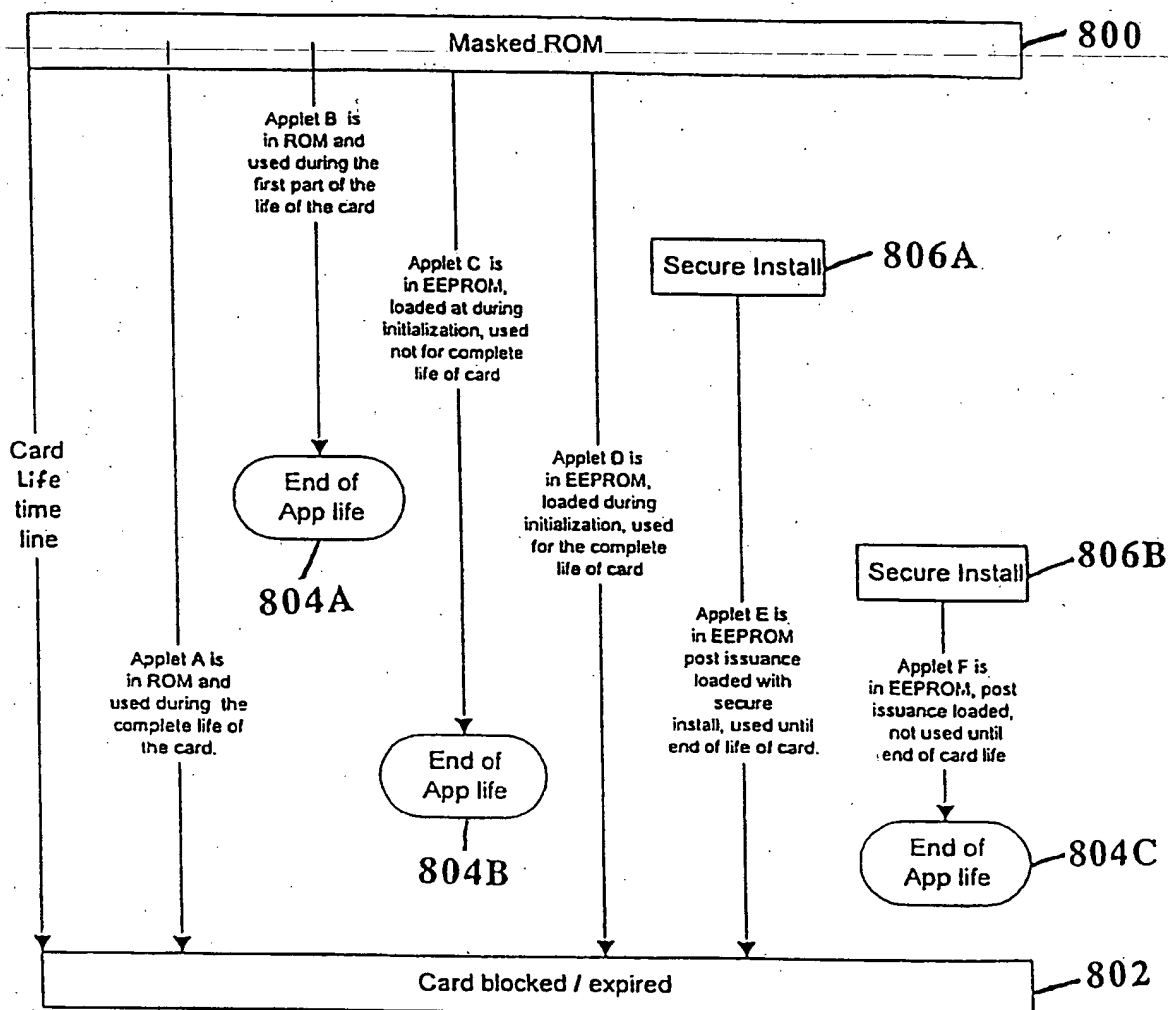 Masked ROM
800
Applet B is
in ROM and
used during the
first part of the
life of the card
Applet C is
in EEPROM,
loaded at during
initialization, used
not for complete
life of card
Secure Install
806A
Card
Life
time
line
End of
App life
804A
Applet D is
in EEPROM,
loaded during
initialization, used
for the complete
life of card
Secure Install
806B
Applet A is
in ROM and
used during the
complete life of
the card.
Applet E is
in EEPROM
post issuance
loaded with
secure
install, used until
end of life of card.
Applet F is
in EEPROM, post
issuance loaded,
not used until
end of card life
End of
App life
804B
End of
App life
804C
Card blocked / expired
802